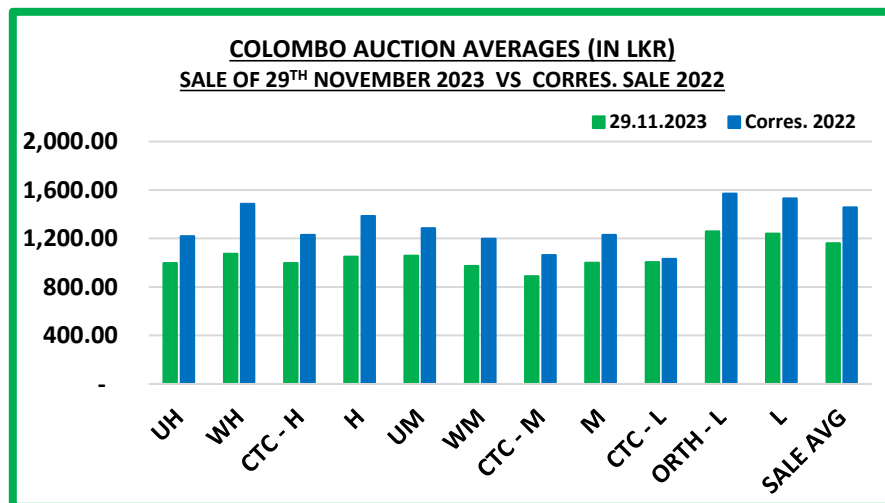 COLOMBO AUCTION AVERAGES (IN LKR)
SALE OF 29TH NOVEMBER 2023 VS CORRES. SALE 2022
29.11.2023 Corres. 2022
2,000.00
1,600.00
1,200.00
800.00
400.00
-
UH WH CTC - H H UM WM CTC - M M CTC - L ORTH - L L SALE AVG